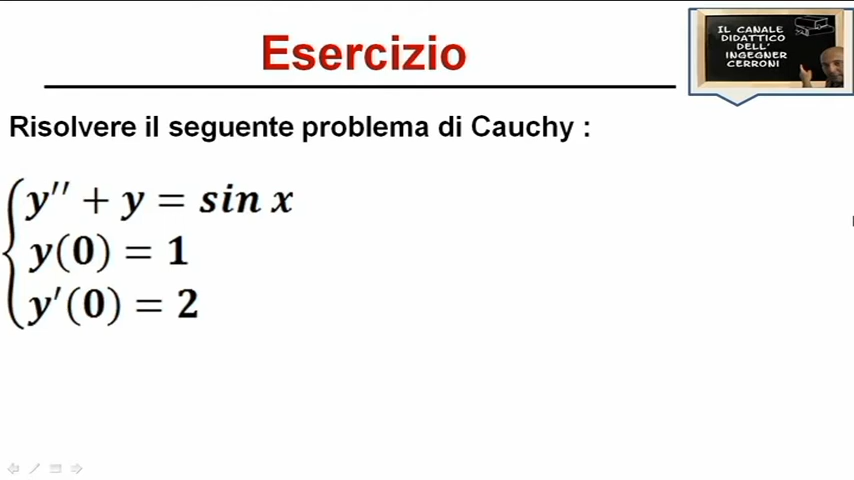 Esercizio
IL CANALE
DIDATTICO
DELL'
INGEGNER
CERRONI
Risolvere il seguente problema di Cauchy :
y'' + y = sin x
y(0) = 1
y'(0) = 2